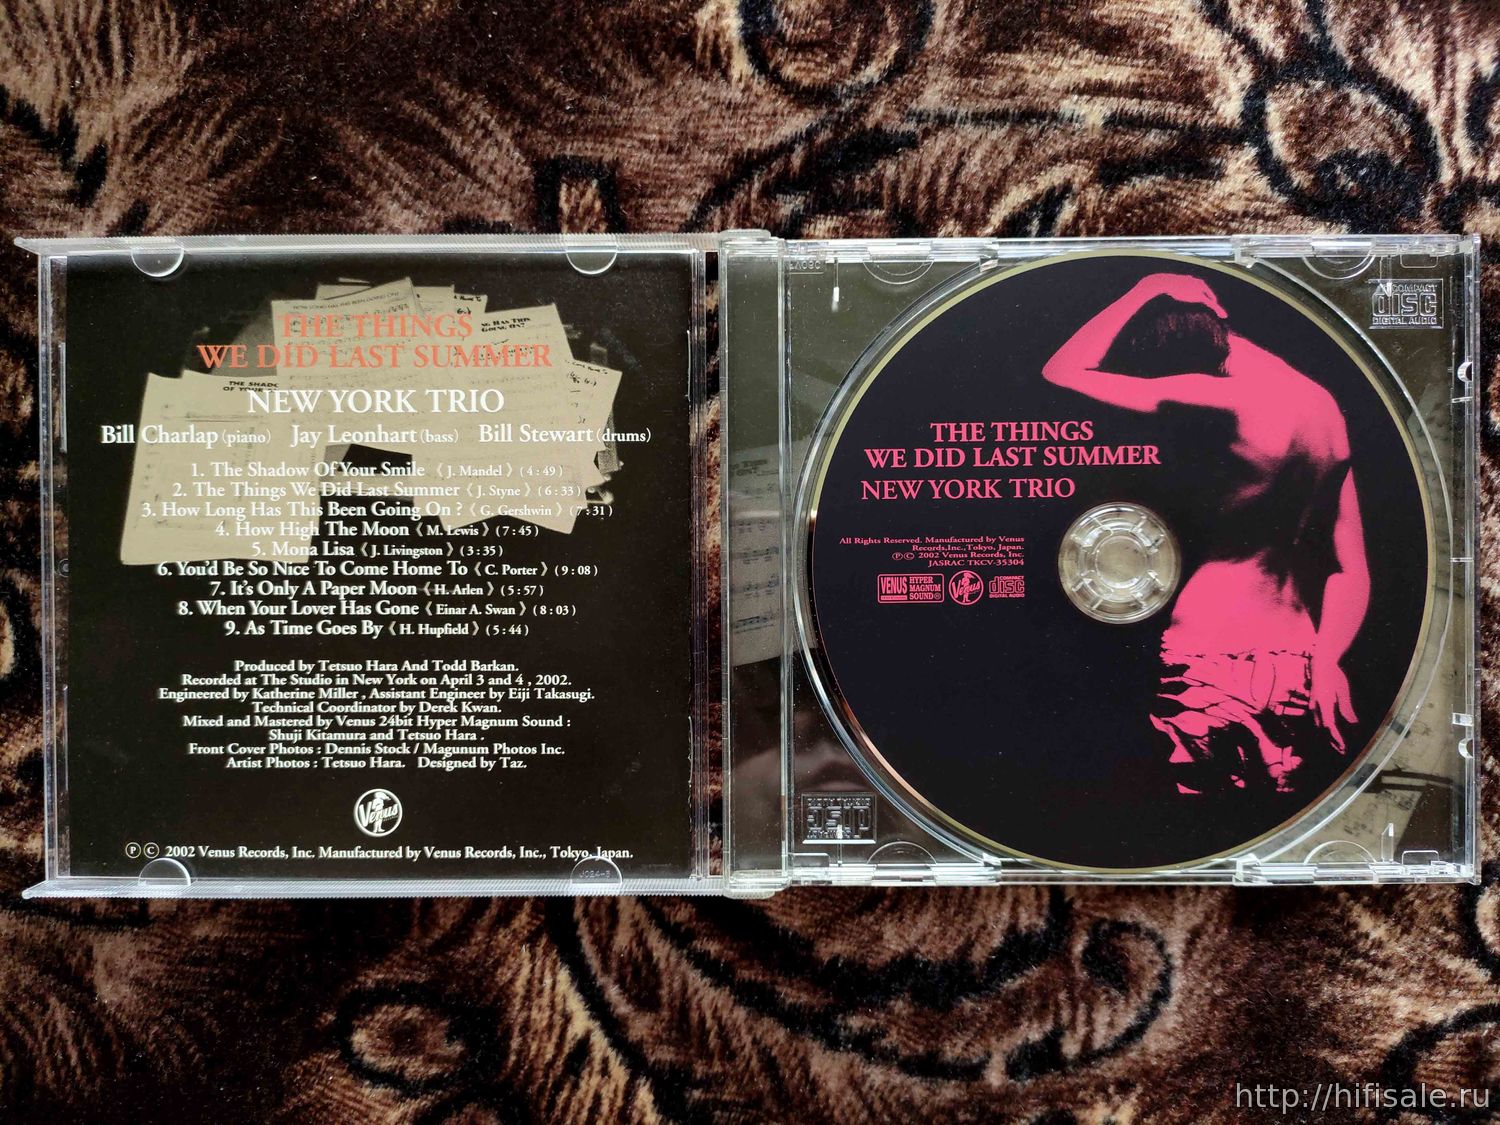 THE THINGS
WE DID LAST SUMMER
NEW YORK TRIO
Bill Charlap (piano) Jay Leonhart (bass) Bill Stewart (drums)
1. The Shadow Of Your Smile 《 J. Mandel 》 ( 4 : 49 )
2. The Things We Did Last Summer 《 J. Styne 》 ( 6 : 33 )
3. How Long Has This Been Going On ? 《 G. Gershwin 》 ( 7 : 31 )
4. How High The Moon 《 M. Lewis 》 ( 7 : 45 )
5. Mona Lisa 《 J. Livingston 》 ( 3 : 35 )
6. You'd Be So Nice To Come Home To 《 C. Porter 》 ( 9 : 08 )
7. It's Only A Paper Moon 《 H. Arlen 》 ( 5 : 57 )
8. When Your Lover Has Gone 《 Einar A. Swan 》 ( 8 : 03 )
9. As Time Goes By 《 H. Hupfield 》 ( 5 : 44 )
Produced by Tetsuo Hara And Todd Barkan.
Recorded at The Studio in New York on April 3 and 4 , 2002.
Engineered by Katherine Miller , Assistant Engineer by Eiji Takasugi.
Technical Coordinator by Derek Kwan.
Mixed and Mastered by Venus 24bit Hyper Magnum Sound :
Shuji Kitamura and Tetsuo Hara .
Front Cover Photos : Dennis Stock / Magunum Photos Inc.
Artist Photos : Tetsuo Hara. Designed by Taz.
Venus
Ⓟ Ⓒ 2002 Venus Records, Inc. Manufactured by Venus Records, Inc., Tokyo, Japan.
THE THINGS
WE DID LAST SUMMER
NEW YORK TRIO
All Rights Reserved. Manufactured by Venus
Records,Inc.,Tokyo, Japan.
Ⓟ Ⓒ 2002 Venus Records, Inc.
JASRAC TKCV-35304
VENUS HYPER MAGNUM SOUND
Venus
COMPACT disc DIGITAL AUDIO
COMPACT
disc
DIGITAL AUDIO
http://hifisale.ru